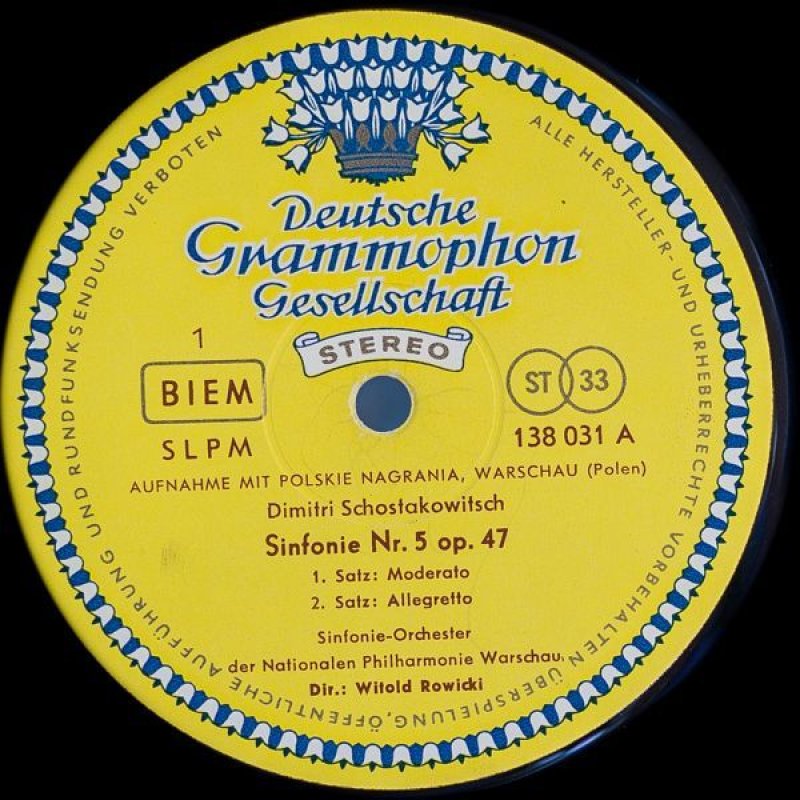 Deutsche
Grammophon
Gesellschaft
STEREO
1
BIEM
ST 33
SLPM
138 031 A
AUFNAHME MIT POLSKIE NAGRANIA, WARSCHAU (Polen)
Dimitri Schostakowitsch
Sinfonie Nr. 5 op. 47
1. Satz: Moderato
2. Satz: Allegretto
Sinfonie-Orchester
der Nationalen Philharmonie Warschau,
Dir.: Witold Rowicki
ALLE HERSTELLER- UND URHEBERRECHTE VORBEHALTEN ÜBERSPIELUNG, ÖFFENTLICHE AUFFÜHRUNG UND RUNDFUNKSENDUNG VERBOTEN